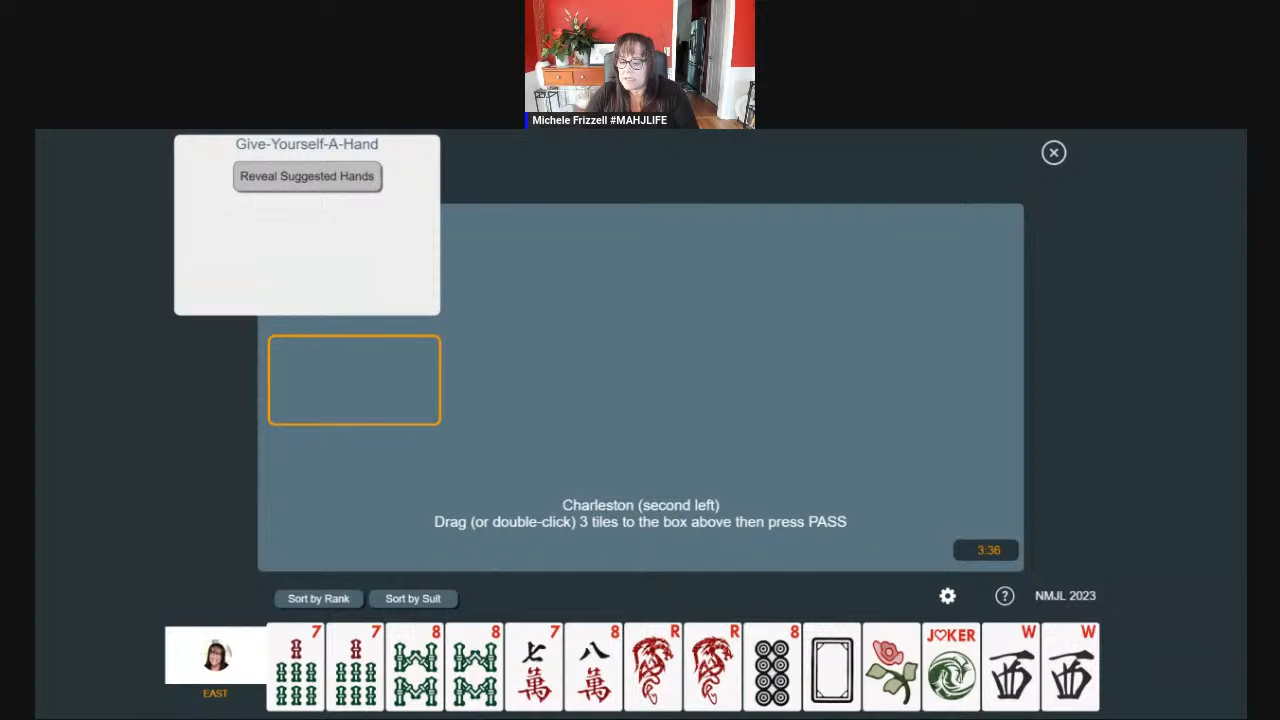 Michele Frizzell #MAHJLIFE
Give-Yourself-A-Hand
Reveal Suggested Hands
Charleston (second left)
Drag (or double-click) 3 tiles to the box above then press PASS
3:36
Sort by Rank
Sort by Suit
?
NMJL 2023
EAST
7
7
8
8
7
七
萬
8
八
萬
R
R
8
JOKER
W
西
W
西